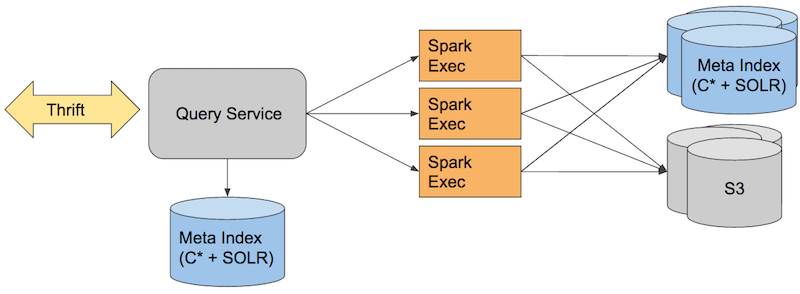 Thrift
Query Service
Meta Index
(C* + SOLR)
Spark
Exec
Spark
Exec
Spark
Exec
Meta Index
(C* + SOLR)
S3